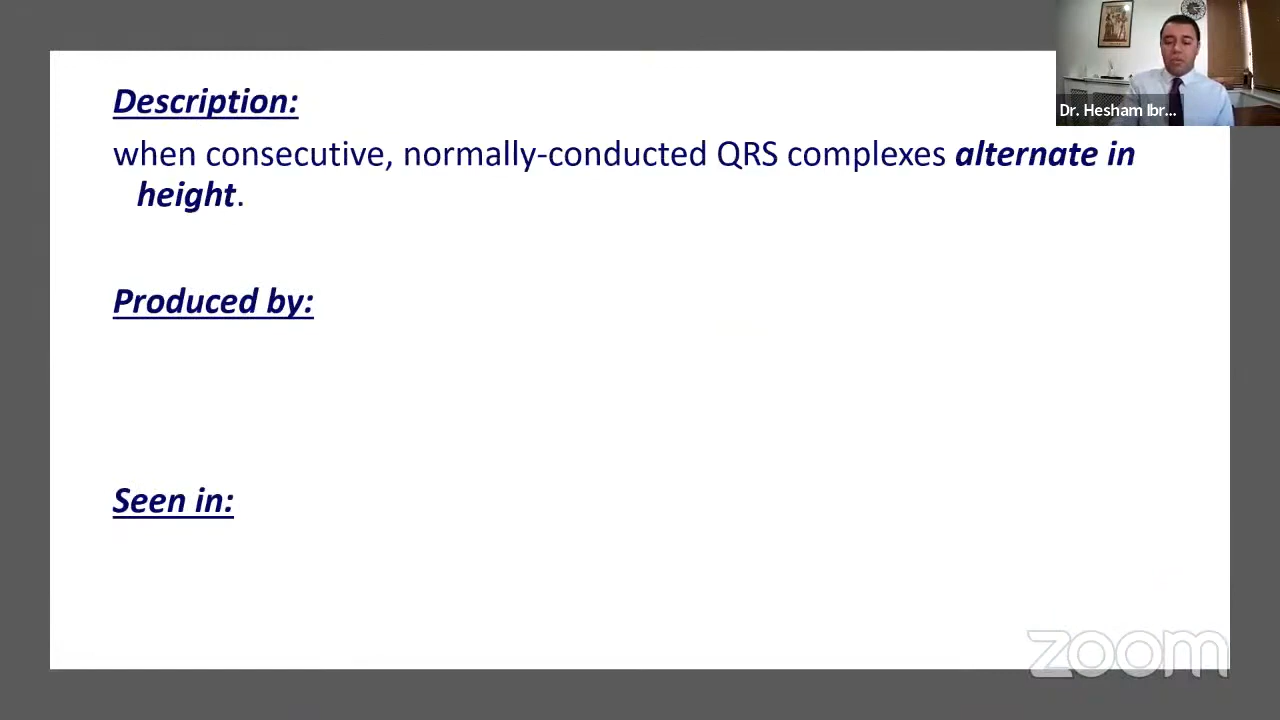 Description:
when consecutive, normally-conducted QRS complexes alternate in
height.
Produced by:
Seen in:
Dr. Hesham Ibr...
zoom